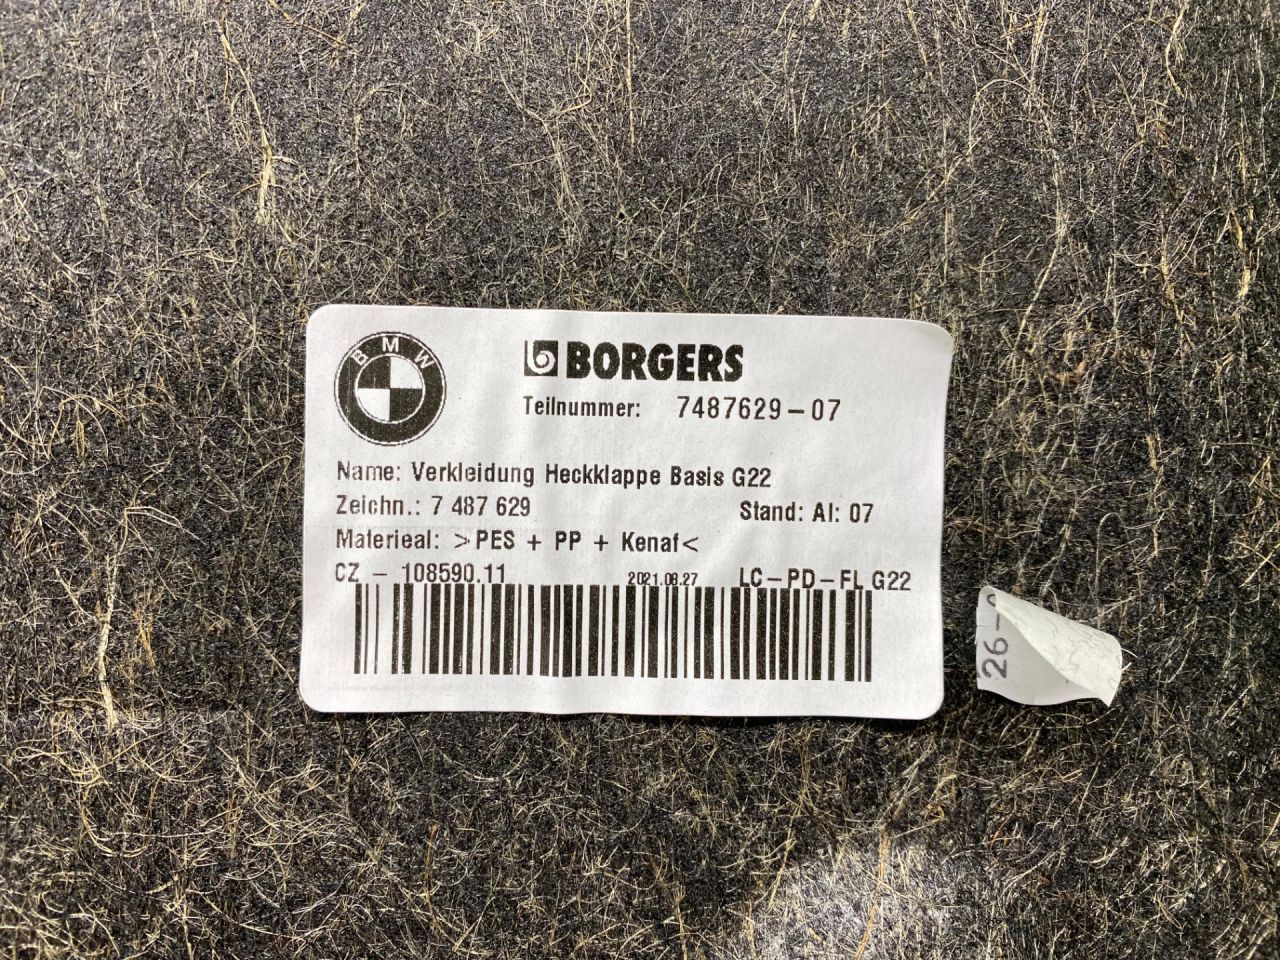 BMW
BORGERS
Teilnummer: 7487629-07
Name: Verkleidung Heckklappe Basis G22
Zeichn.: 7 487 629 Stand: AI: 07
Materieal: >PES + PP + Kenaf<
CZ - 108590.11 2021.08.27 LC-PD-FL G22
26-